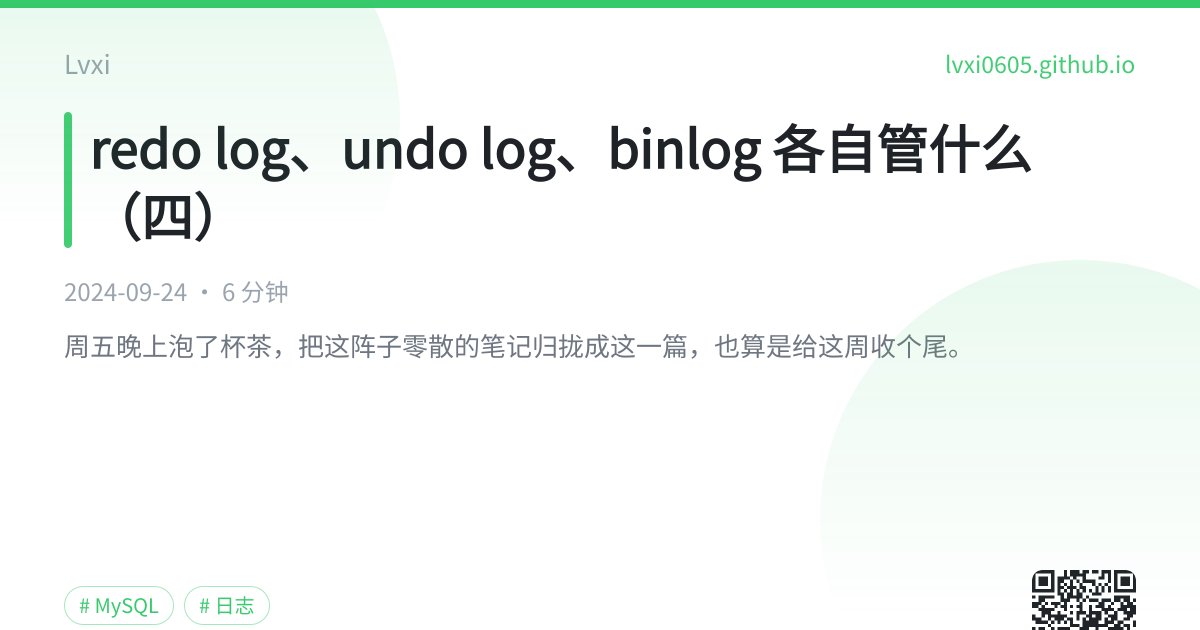 Lvxi
lvxi0605.github.io
redo log、undo log、binlog 各自管什么
（四）
2024-09-24 · 6 分钟
周五晚上泡了杯茶，把这阵子零散的笔记归拢成这一篇，也算是给这周收个尾。
# MySQL
# 日志